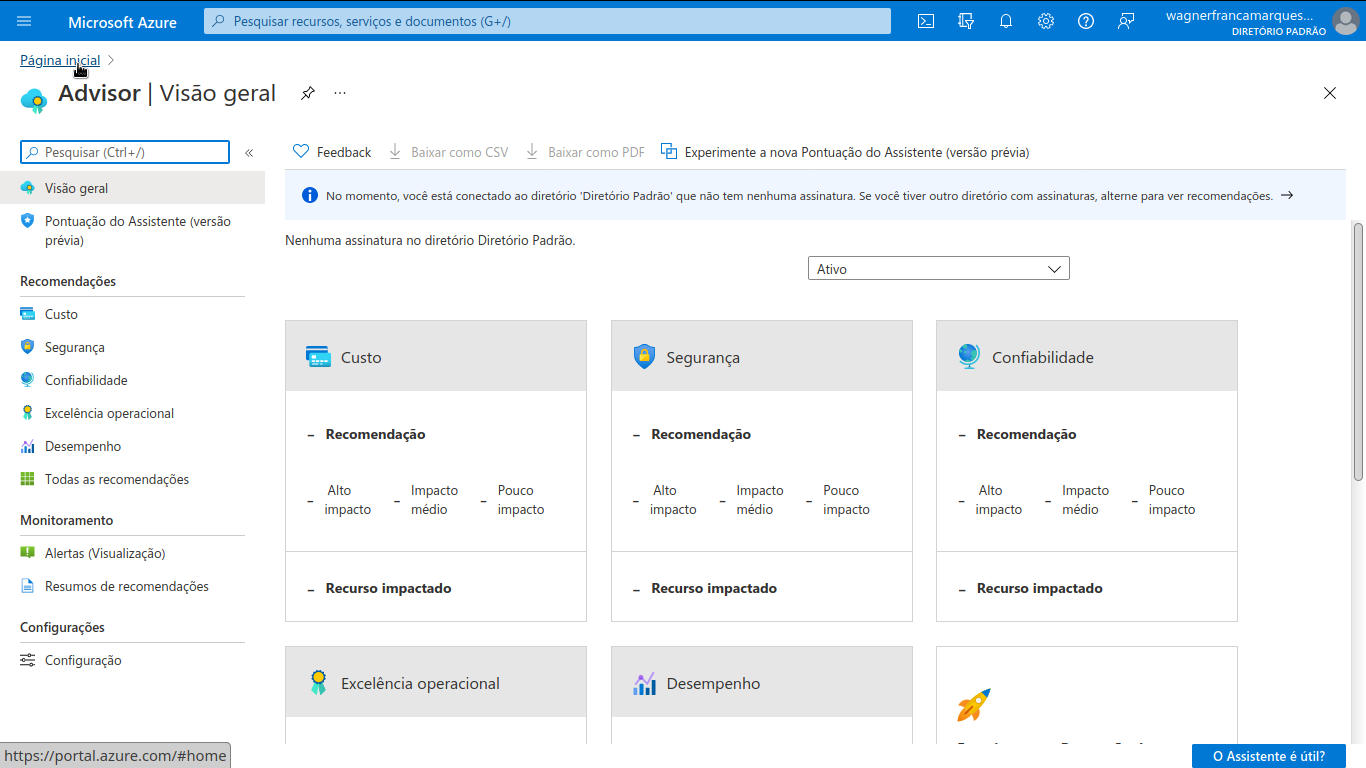 Microsoft Azure
Pesquisar recursos, serviços e documentos (G+/)
wagnerfrancamarques...
DIRETÓRIO PADRÃO
Página inicial
Advisor | Visão geral
Pesquisar (Ctrl+/)
Feedback
Baixar como CSV
Baixar como PDF
Experimente a nova Pontuação do Assistente (versão prévia)
Visão geral
Pontuação do Assistente (versão
prévia)
Recomendações
Custo
Segurança
Confiabilidade
Excelência operacional
Desempenho
Todas as recomendações
Monitoramento
Alertas (Visualização)
Resumos de recomendações
Configurações
Configuração
No momento, você está conectado ao diretório 'Diretório Padrão' que não tem nenhuma assinatura. Se você tiver outro diretório com assinaturas, alterne para ver recomendações.
Nenhuma assinatura no diretório Diretório Padrão.
Ativo
Custo
– Recomendação
– Alto
impacto
– Impacto
médio
– Pouco
impacto
– Recurso impactado
Segurança
– Recomendação
– Alto
impacto
– Impacto
médio
– Pouco
impacto
– Recurso impactado
Confiabilidade
– Recomendação
– Alto
impacto
– Impacto
médio
– Pouco
impacto
– Recurso impactado
Excelência operacional
Desempenho
https://portal.azure.com/#home
O Assistente é útil?